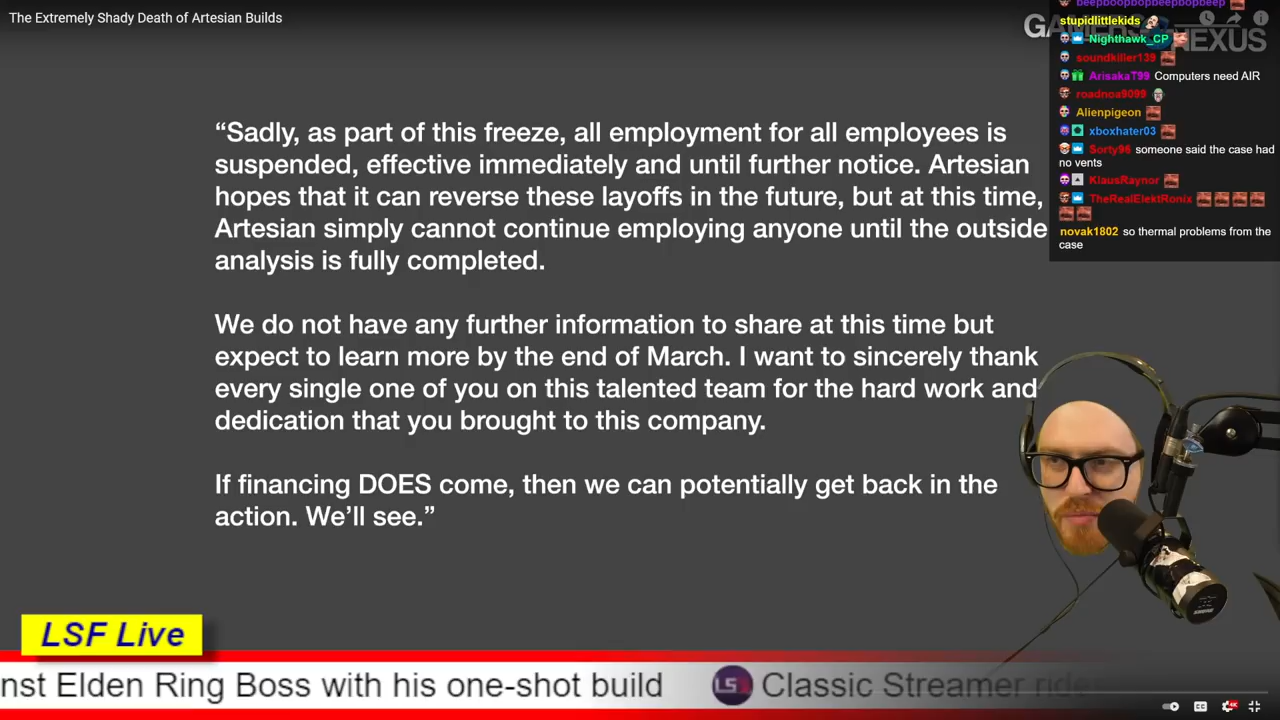 The Extremely Shady Death of Artesian Builds
GAMERS NEXUS
beepboopbopbeepbopbeep
stupidlittlekids
Nighthawk_CP
soundkiller139
ArisakaT99 Computers need AIR
roadnoa9099
Alienpigeon
xboxhater03
Sorty96 someone said the case had
no vents
KlausRaynor
TheRealElektRonix
novak1802 so thermal problems from the
case
“Sadly, as part of this freeze, all employment for all employees is
suspended, effective immediately and until further notice. Artesian
hopes that it can reverse these layoffs in the future, but at this time,
Artesian simply cannot continue employing anyone until the outside
analysis is fully completed.
We do not have any further information to share at this time but
expect to learn more by the end of March. I want to sincerely thank
every single one of you on this talented team for the hard work and
dedication that you brought to this company.
If financing DOES come, then we can potentially get back in the
action. We’ll see.”
LSF Live
nst Elden Ring Boss with his one-shot build LS Classic Streamer ride